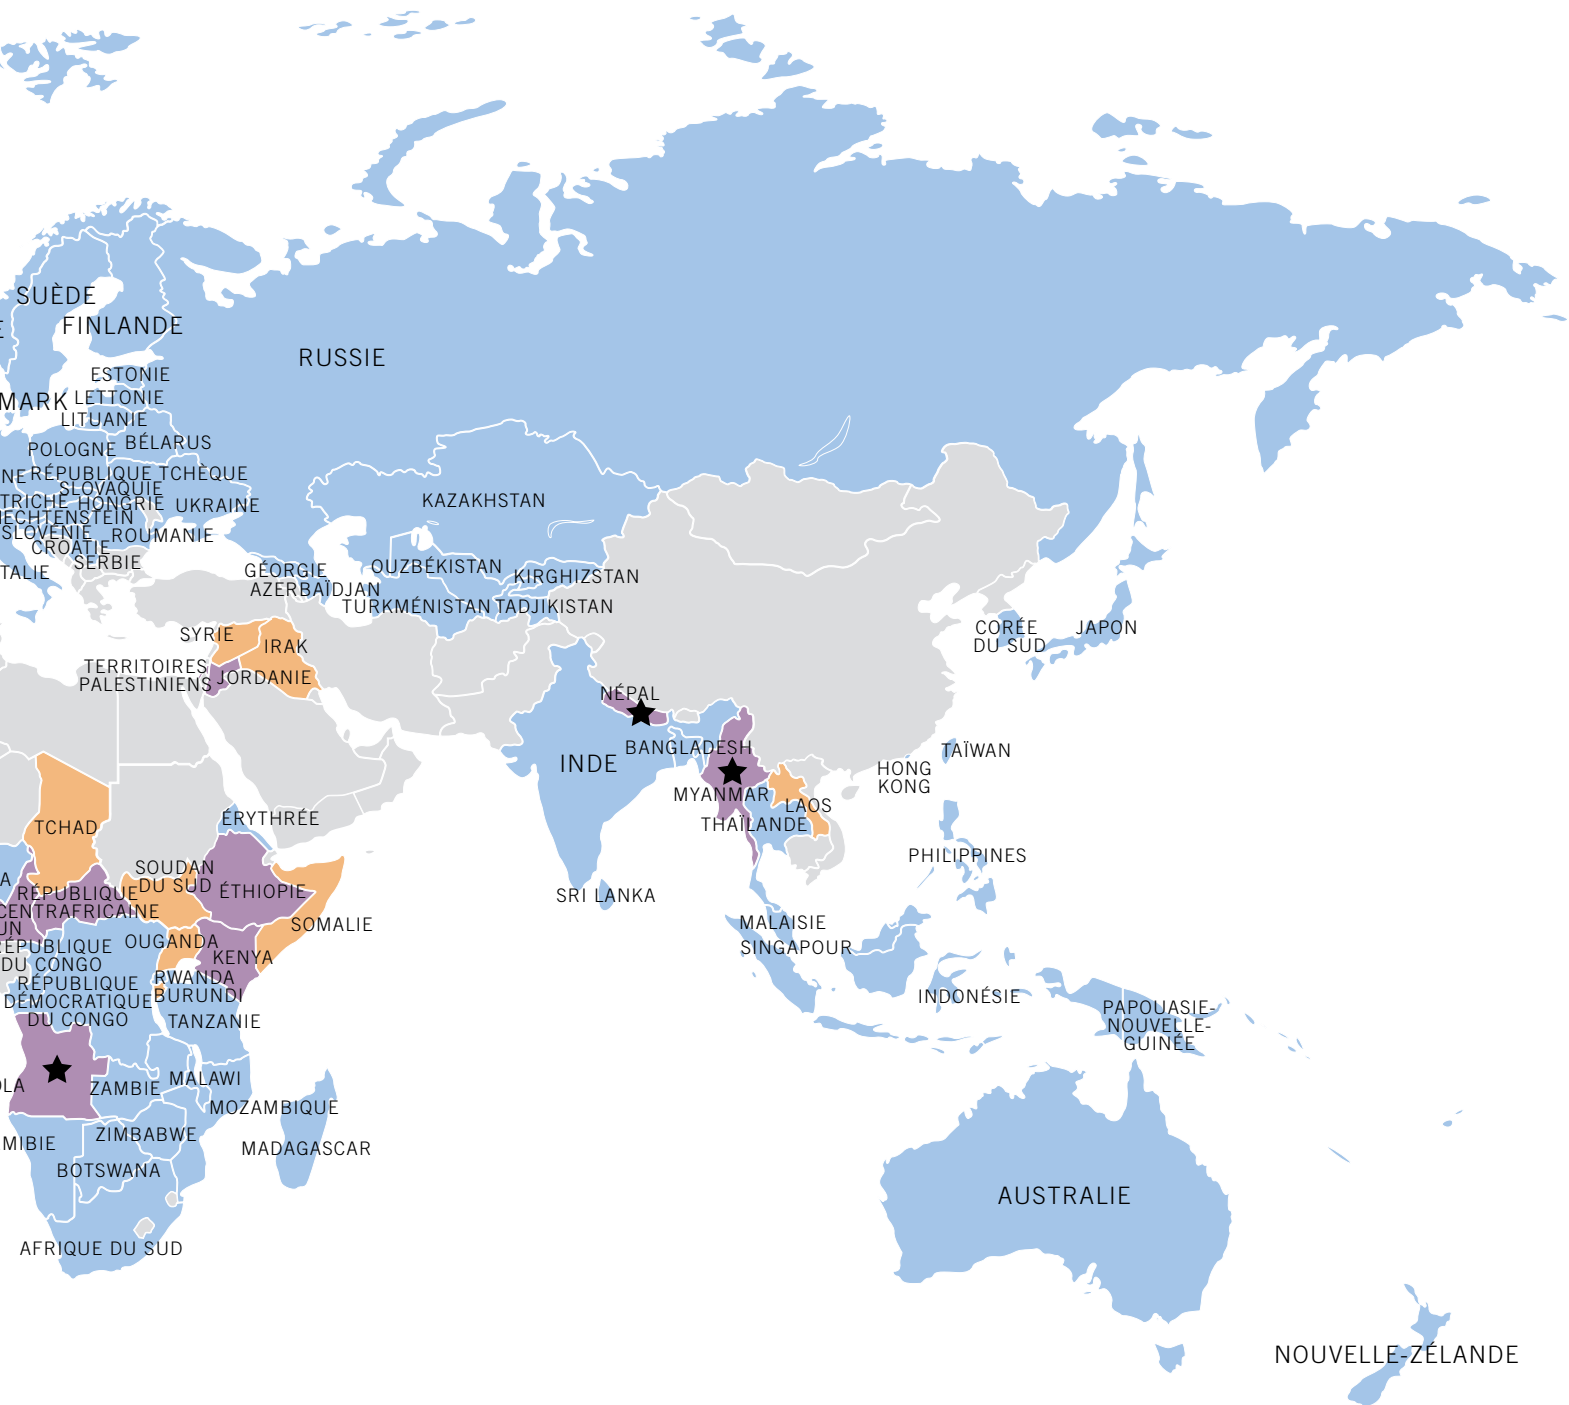 SUÈDE
E
FINLANDE
RUSSIE
ESTONIE
MARK
LETTONIE
LITUANIE
BÉLARUS
POLOGNE
NE
RÉPUBLIQUE TCHÈQUE
SLOVAQUIE
TRICHE
HONGRIE
UKRAINE
KAZAKHSTAN
IECHTENSTEIN
SLOVÉNIE
ROUMANIE
CROATIE
SERBIE
TALIE
GÉORGIE
OUZBÉKISTAN
KIRGHIZSTAN
AZERBAÏDJAN
TURKMÉNISTAN
TADJIKISTAN
SYRIE
IRAK
CORÉE
DU SUD
JAPON
TERRITOIRES
PALESTINIENS
JORDANIE
NÉPAL
BANGLADESH
TAÏWAN
INDE
HONG
KONG
MYANMAR
LAOS
THAÏLANDE
ÉRYTHRÉE
TCHAD
PHILIPPINES
SOUDAN
DU SUD
A
ÉTHIOPIE
SRI LANKA
RÉPUBLIQUE
CENTRAFRICAINE
SOMALIE
MALAISIE
UN
OUGANDA
SINGAPOUR
RÉPUBLIQUE
DU CONGO
KENYA
RWANDA
RÉPUBLIQUE
DÉMOCRATIQUE
DU CONGO
BURUNDI
INDONÉSIE
TANZANIE
PAPOUASIE-
NOUVELLE-
GUINÉE
OLA
ZAMBIE
MALAWI
MOZAMBIQUE
MIBIE
ZIMBABWE
MADAGASCAR
BOTSWANA
AUSTRALIE
AFRIQUE DU SUD
NOUVELLE-ZÉLANDE